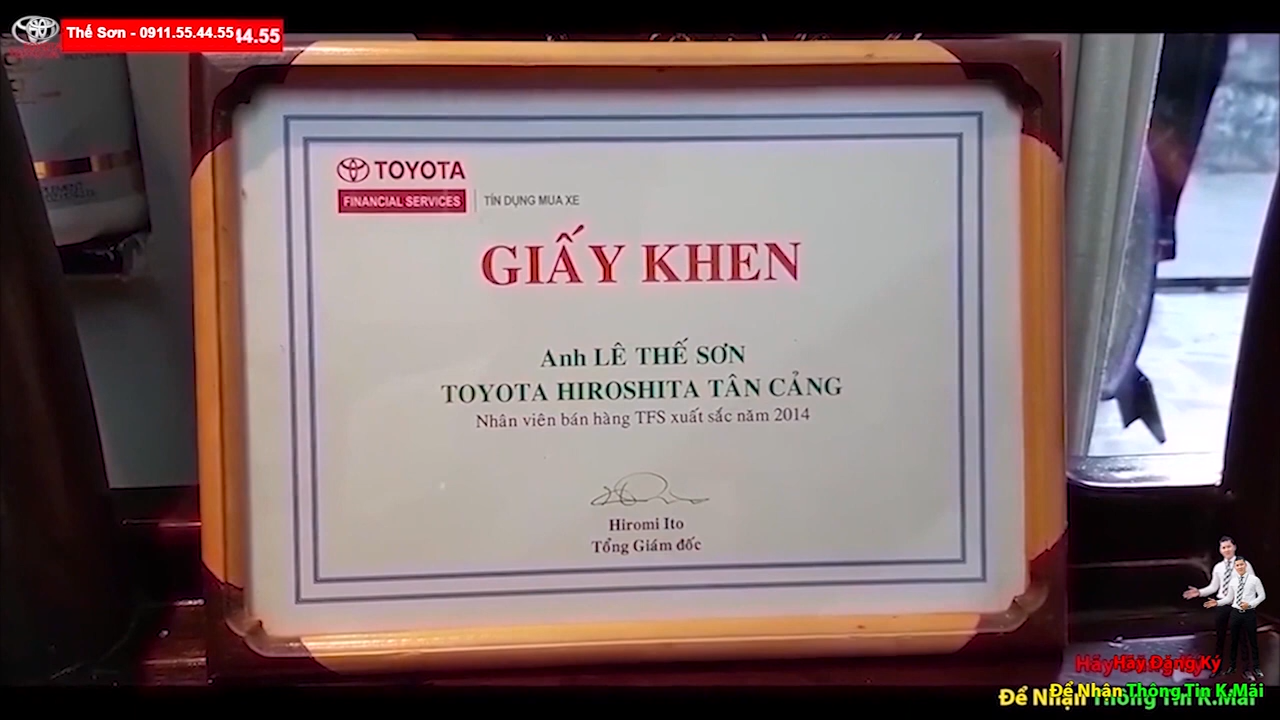 Thế Sơn - 0911.55.44.55
44.55
TOYOTA
FINANCIAL SERVICES
TÍN DỤNG MUA XE
GIẤY KHEN
Anh LÊ THẾ SƠN
TOYOTA HIROSHITA TÂN CẢNG
Nhân viên bán hàng TFS xuất sắc năm 2014
Hiromi Ito
Tổng Giám đốc
Hãy Đăng Ký
Để Nhận Thông Tin K.Mãi